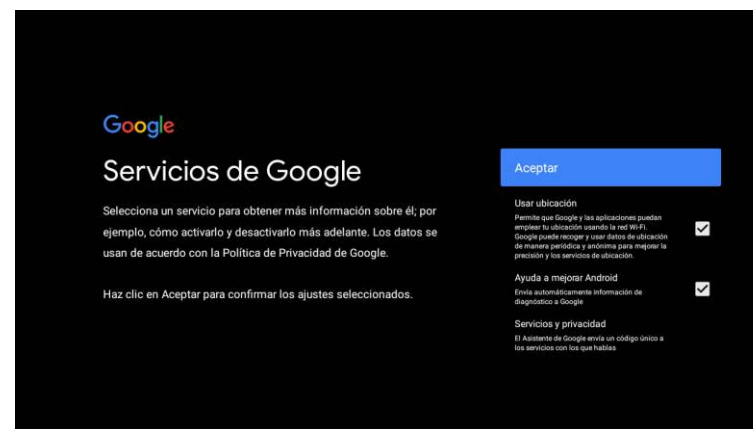 Google
Servicios de Google
Selecciona un servicio para obtener más información sobre él; por
ejemplo, cómo activarlo y desactivarlo más adelante. Los datos se
usan de acuerdo con la Política de Privacidad de Google.
Haz clic en Aceptar para confirmar los ajustes seleccionados.
Aceptar
Usar ubicación
Permite que Google y las aplicaciones puedan
emplear tu ubicación usando la red Wi-Fi.
Google puede recoger y usar datos de ubicación
de manera periódica y anónima para mejorar la
precisión y los servicios de ubicación.
Ayuda a mejorar Android
Envía automáticamente información de
diagnóstico a Google
Servicios y privacidad
El Asistente de Google envía un código único a
los servicios con los que hablas